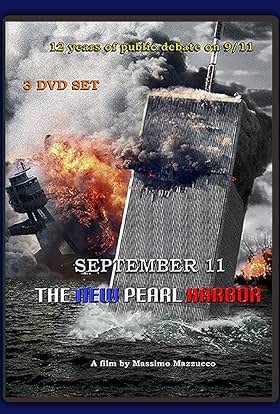 12 years of public debate on 9/11
3 DVD SET
SEPTEMBER 11
THE NEW PEARL HARBOR
A film by Massimo Mazzucco